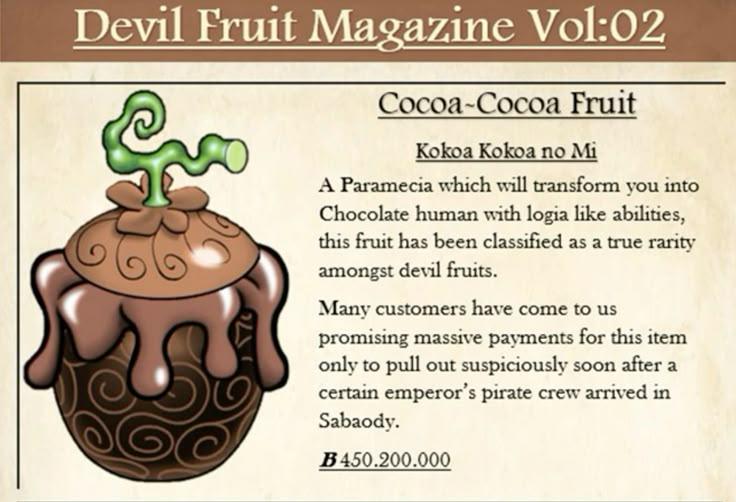 Devil Fruit Magazine Vol:02
Cocoa~Cocoa Fruit
Kokoa Kokoa no Mi
A Paramecia which will transform you into
Chocolate human with logia like abilities,
this fruit has been classified as a true rarity
amongst devil fruits.
Many customers have come to us
promising massive payments for this item
only to pull out suspiciously soon after a
certain emperor's pirate crew arrived in
Sabaody.
B 450.200.000